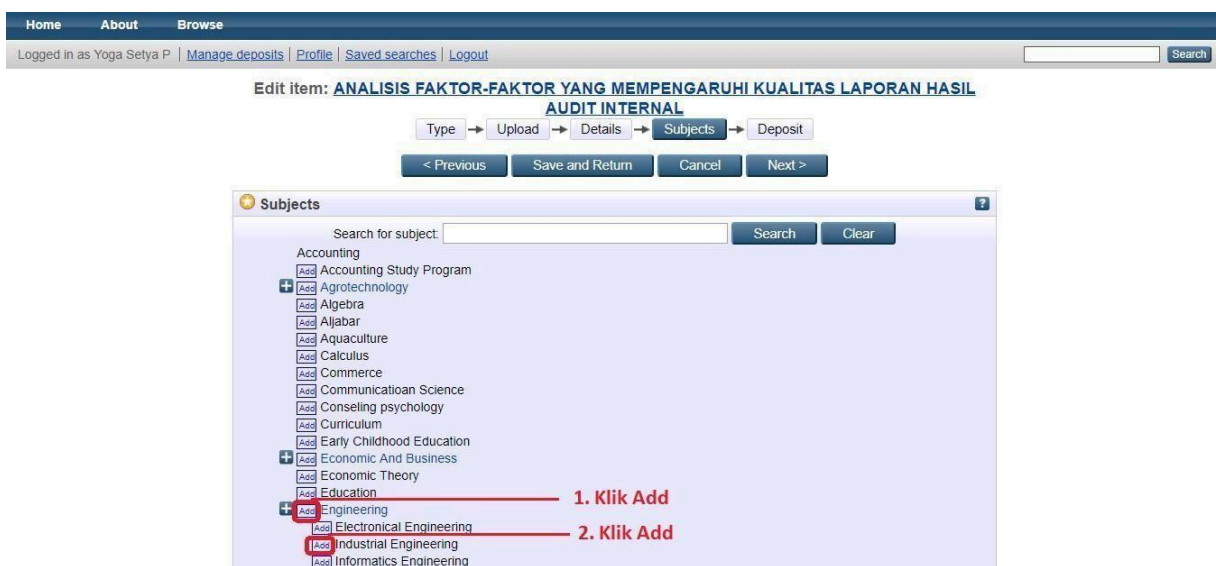 Home About Browse
Logged in as Yoga Setya P | Manage deposits | Profile | Saved searches | Logout Search
Edit item: ANALISIS FAKTOR-FAKTOR YANG MEMPENGARUHI KUALITAS LAPORAN HASIL
AUDIT INTERNAL
Type → Upload → Details → Subjects → Deposit
< Previous Save and Return Cancel Next >
Subjects ?
Search for subject: Search Clear
Accounting
Add Accounting Study Program
+ Add Agrotechnology
Add Algebra
Add Aljabar
Add Aquaculture
Add Calculus
Add Commerce
Add Communicatioan Science
Add Conseling psychology
Add Curriculum
Add Early Childhood Education
+ Add Economic And Business
Add Economic Theory
Add Education
1. Klik Add
+ Add Engineering
Add Electronical Engineering
2. Klik Add
Add Industrial Engineering
Add Informatics Engineering